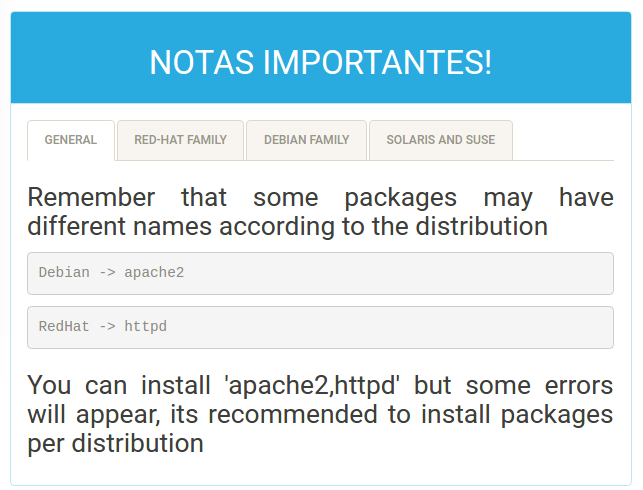 NOTAS IMPORTANTES!
GENERAL
RED-HAT FAMILY
DEBIAN FAMILY
SOLARIS AND SUSE
Remember that some packages may have
different names according to the distribution
Debian -> apache2
RedHat -> httpd
You can install 'apache2,httpd' but some errors
will appear, its recommended to install packages
per distribution